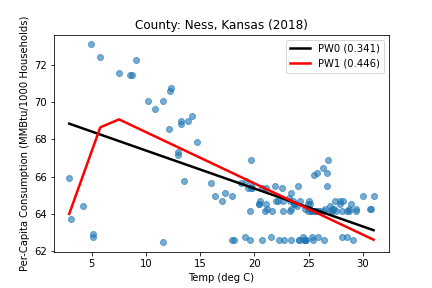 County: Ness, Kansas (2018)
PW0 (0.341)
PW1 (0.446)
Per-Capita Consumption (MMBtu/1000 Households)
72
70
68
66
64
62
5 10 15 20 25 30
Temp (deg C)